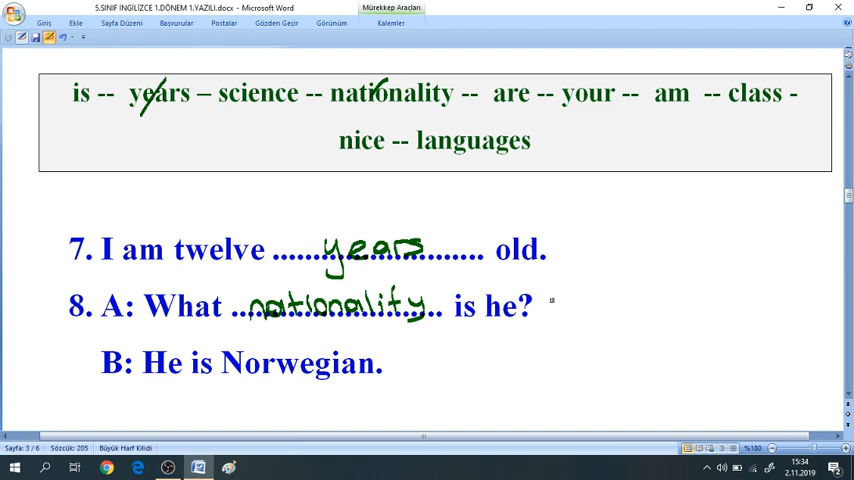 5.SINIF İNGİLİZCE 1.DÖNEM 1.YAZILI.docx - Microsoft Word
Mürekkep Araçları
Giriş Ekle Sayfa Düzeni Başvurular Postalar Gözden Geçir Görünüm Kalemler
is -- years – science -- nationality -- are -- your -- am -- class -
nice -- languages
7. I am twelve ........years........ old.
8. A: What ..nationality.. is he?
B: He is Norwegian.
Sayfa: 3 / 6 Sözcük: 205 Büyük Harf Kilidi %180
15:34
2.11.2019
2